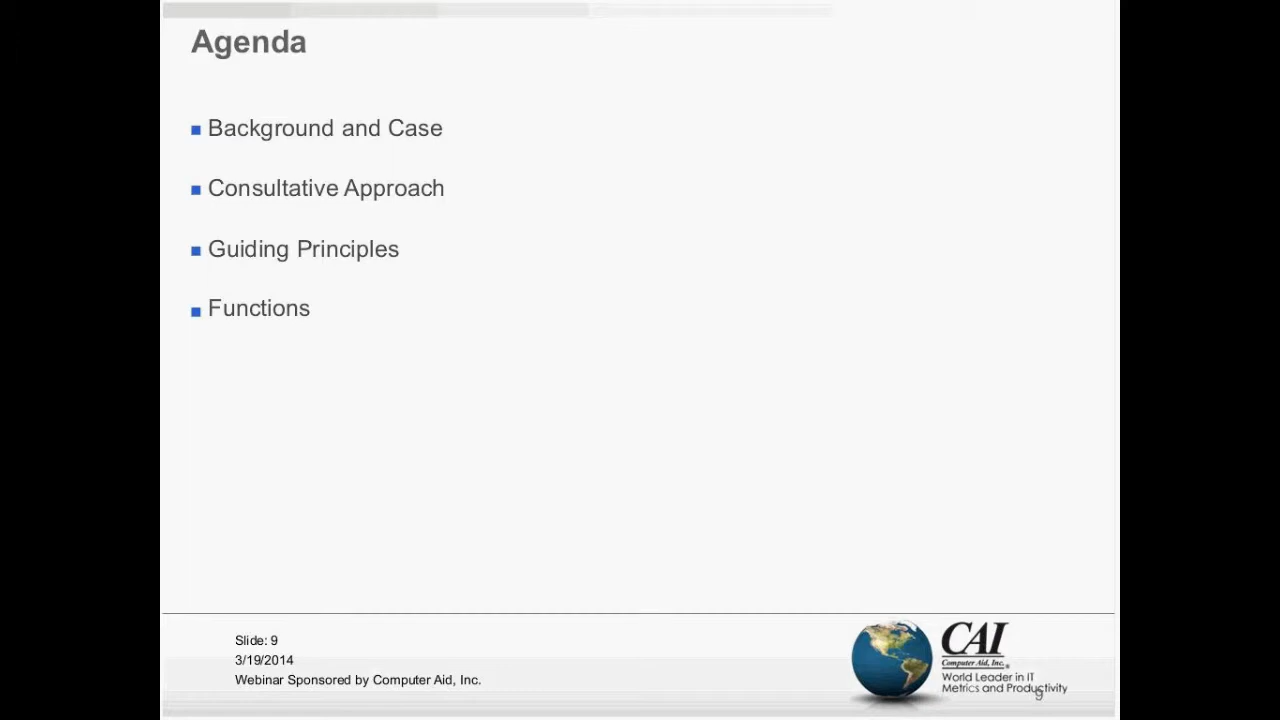 Agenda
Background and Case
Consultative Approach
Guiding Principles
Functions
Slide: 9
3/19/2014
Webinar Sponsored by Computer Aid, Inc.
CAI
Computer Aid, Inc.®
World Leader in IT
Metrics and Productivity
9